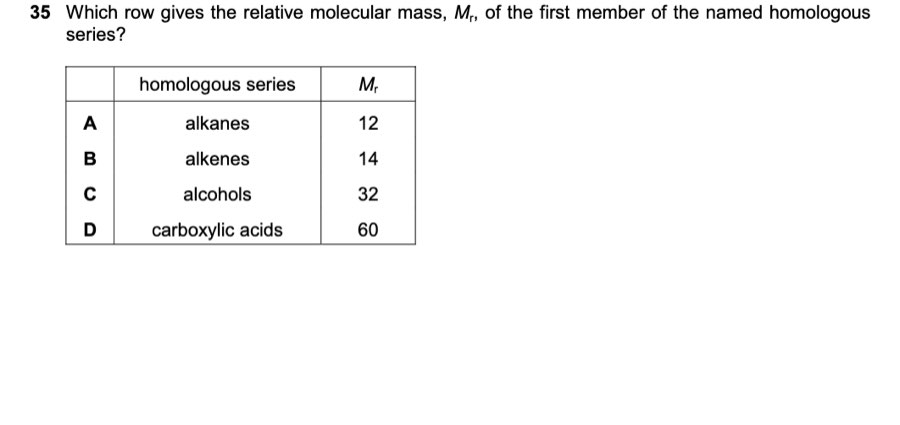 35 Which row gives the relative molecular mass, Mr, of the first member of the named homologous
series?
homologous series Mr
A alkanes 12
B alkenes 14
C alcohols 32
D carboxylic acids 60